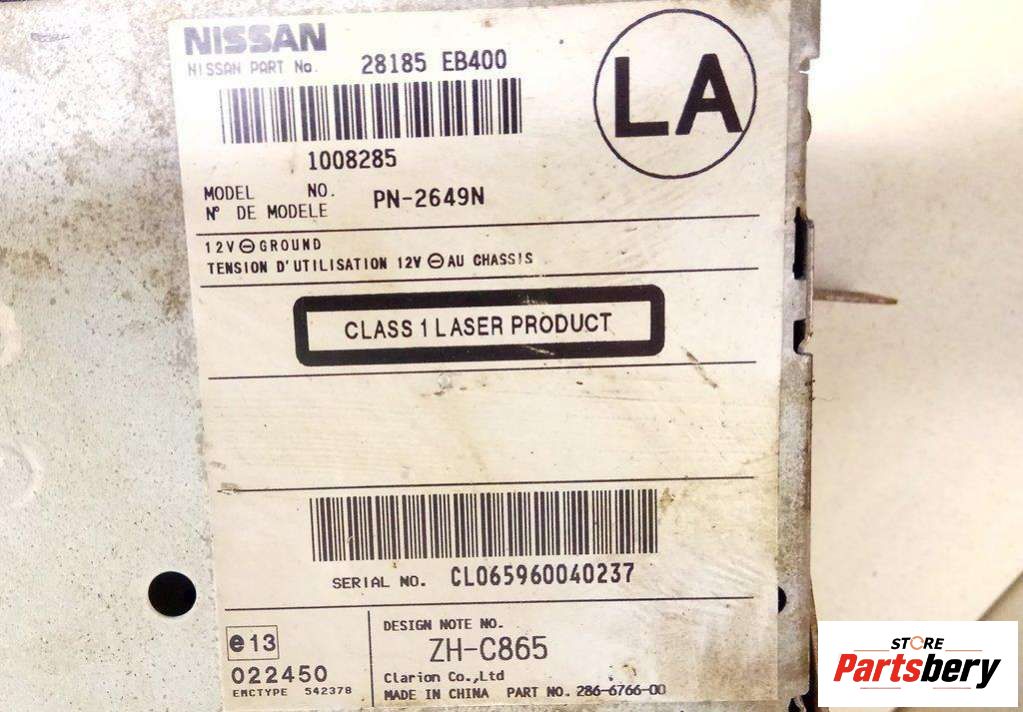 NISSAN
NISSAN PART No. 28185 EB400
LA
1008285
MODEL NO.
N° DE MODELE PN-2649N
12V ⊖ GROUND
TENSION D'UTILISATION 12V ⊖ AU CHASSIS
CLASS 1 LASER PRODUCT
SERIAL NO. CL065960040237
e13
022450
EMCTYPE 542378
DESIGN NOTE NO.
ZH-C865
Clarion Co.,Ltd
MADE IN CHINA PART NO. 286-6766-00
STORE
Partsbery